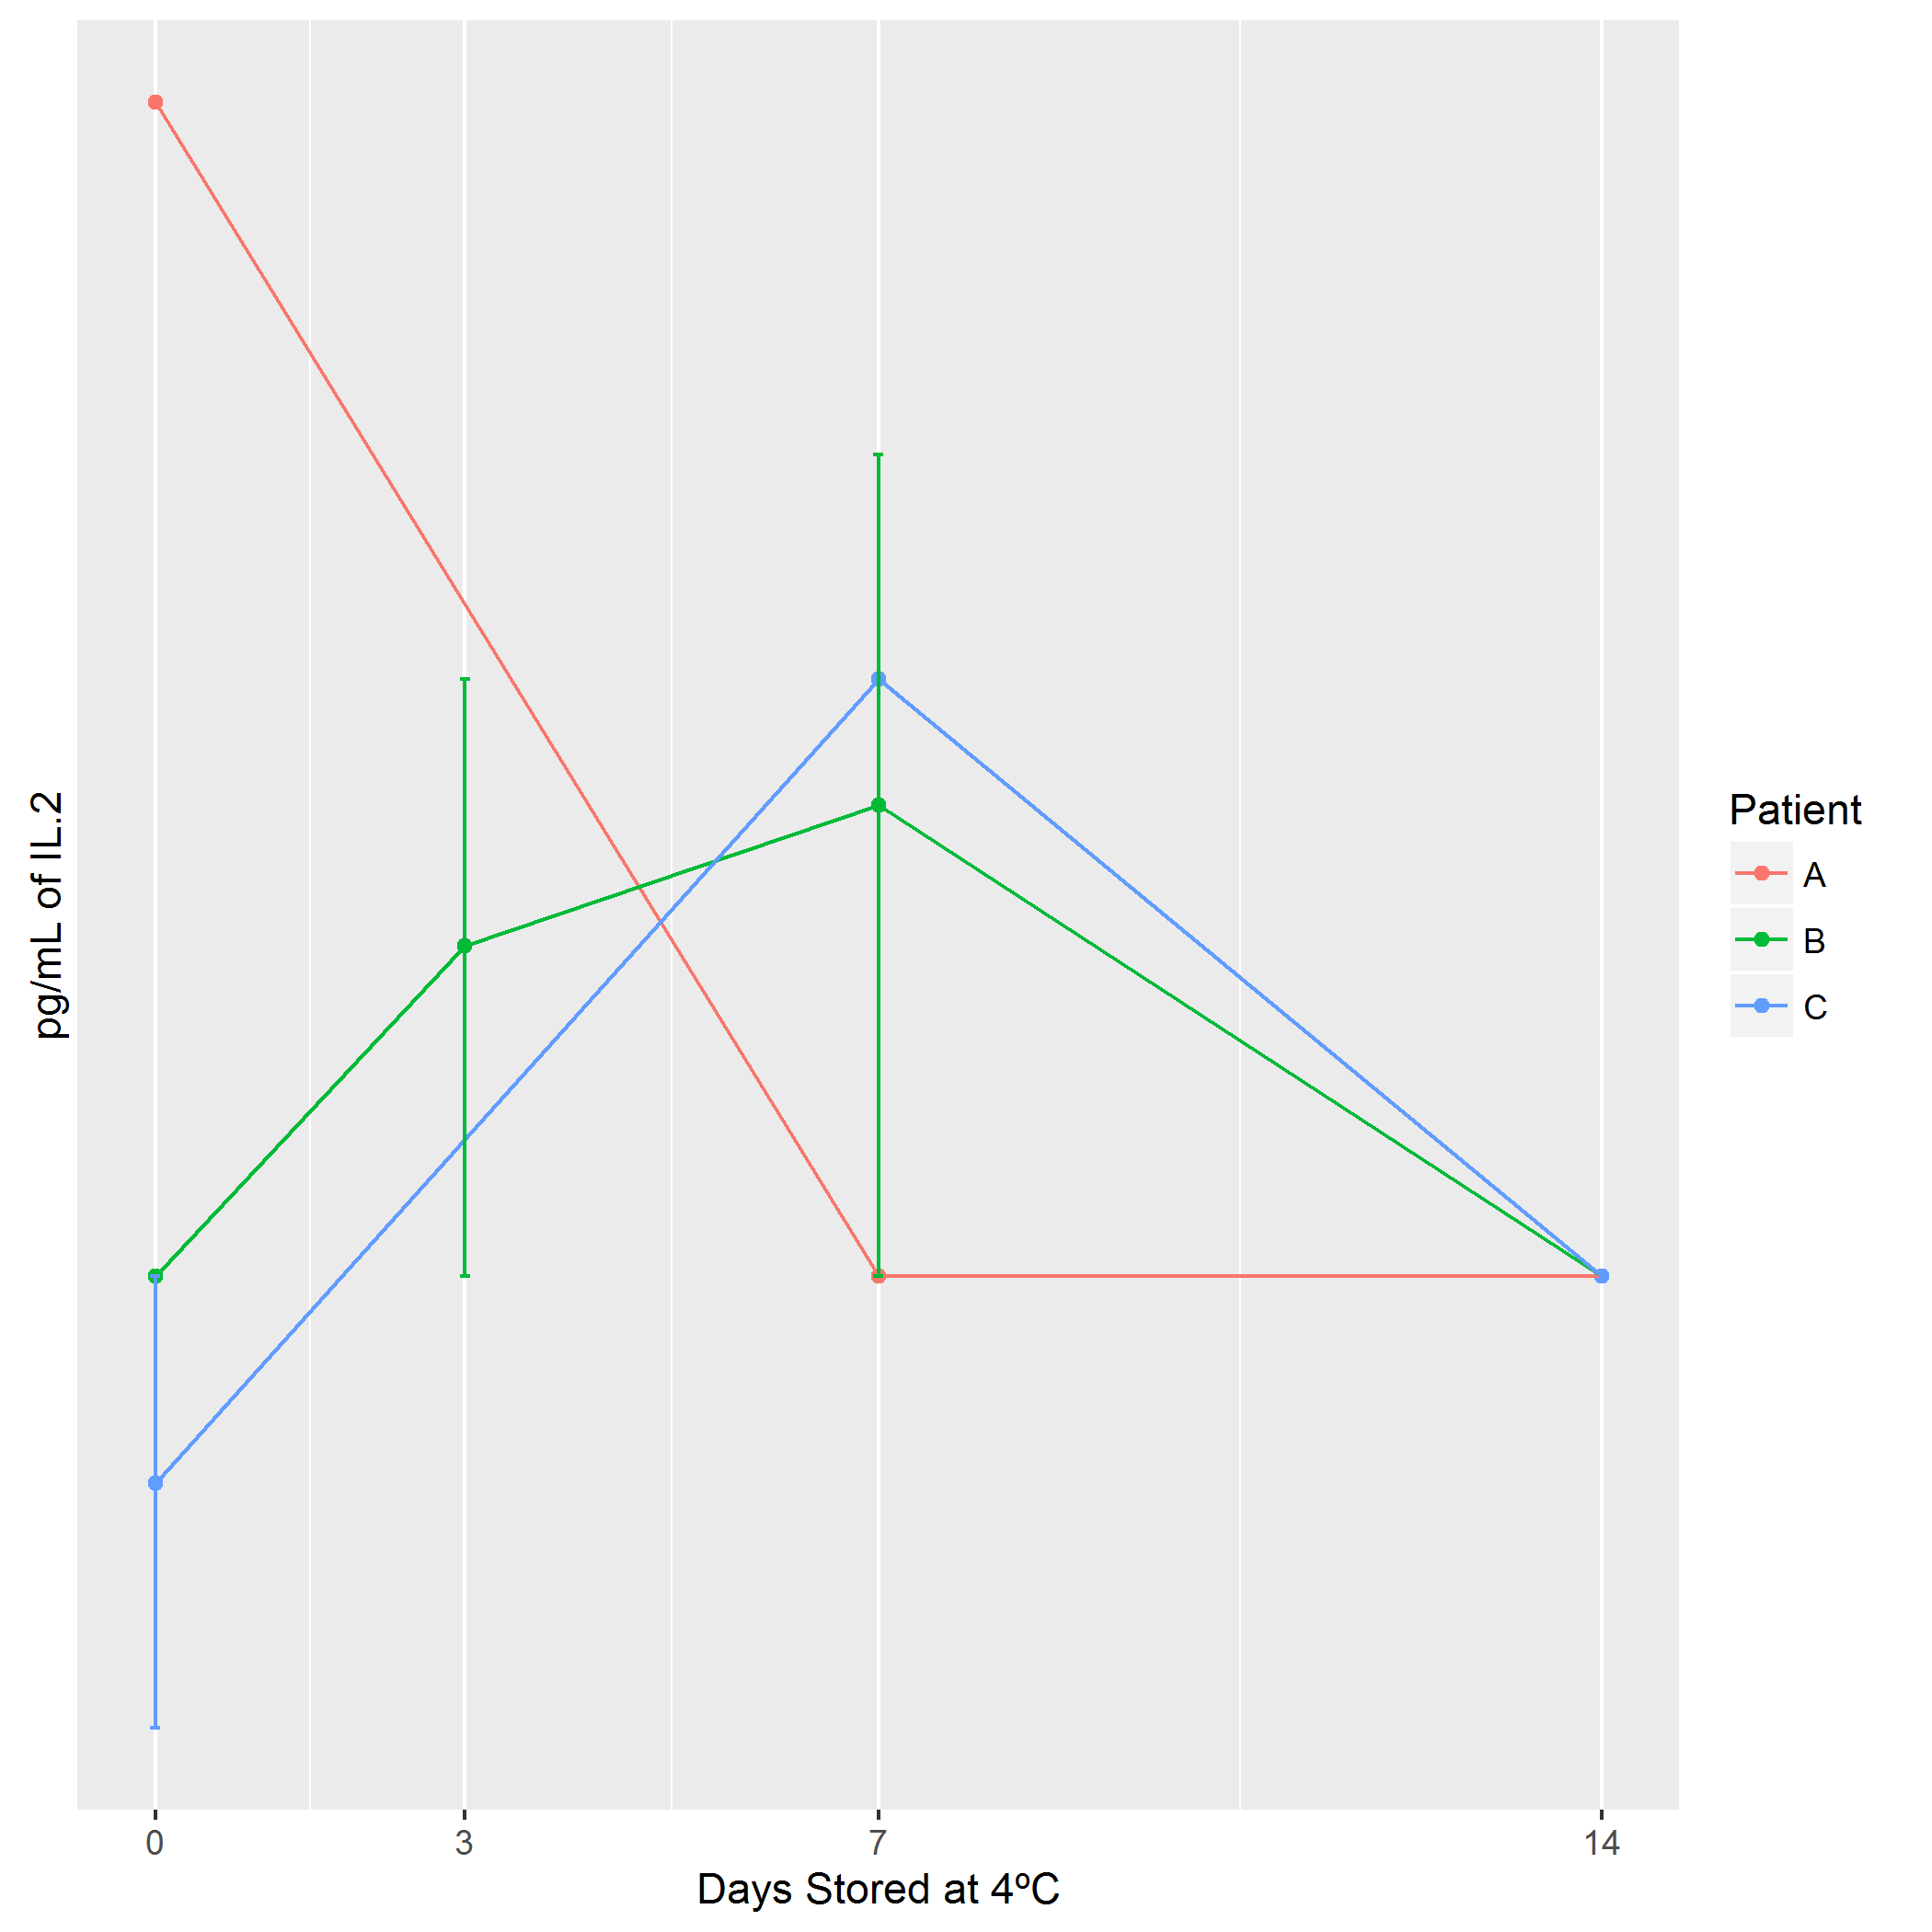 pg/mL of IL.2
Patient
A
B
C
0 3 7 14
Days Stored at 4ºC